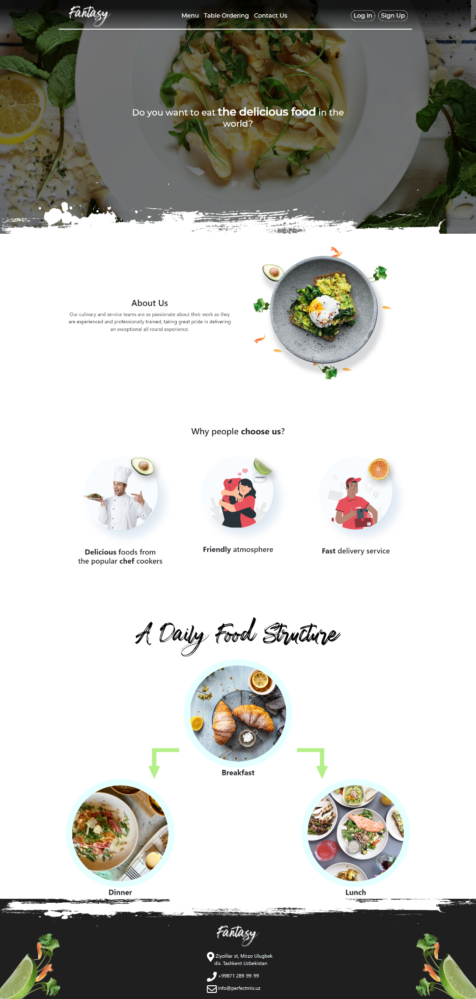 Fantasy
Menu Table Ordering Contact Us
Log in Sign Up
Do you want to eat the delicious food in the
world?
About Us
Our culinary and service teams are as passionate about their work as they
are experienced and professionally trained, taking great pride in delivering
an exceptional all round experience.
Why people choose us?
THANKS!
Delicious foods from
the popular chef cookers
Friendly atmosphere
Fast delivery service
A Daily Food Structure
Breakfast
Dinner
Lunch
Fantasy
Ziyolilar st, Mirzo Ulugbek
dis. Tashkent Uzbekistan
+99871 289-99-99
info@perfectmix.uz